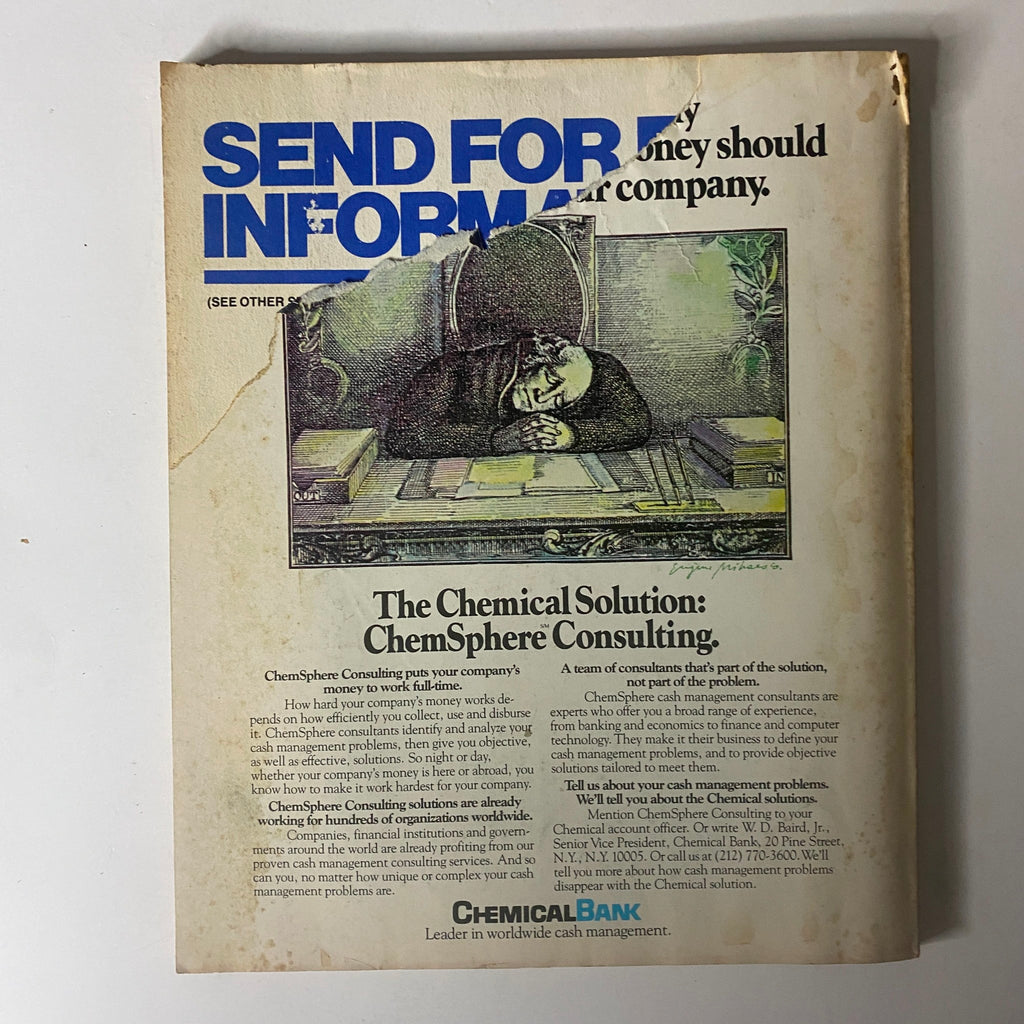 SEND FOR
INFORMA
(SEE OTHER
oney should
r company.
OUT
IN
The Chemical Solution:
ChemSphere℠ Consulting.
ChemSphere Consulting puts your company's
money to work full-time.
How hard your company's money works de-
pends on how efficiently you collect, use and disburse
it. ChemSphere consultants identify and analyze your
cash management problems, then give you objective,
as well as effective, solutions. So night or day,
whether your company's money is here or abroad, you
know how to make it work hardest for your company.
ChemSphere Consulting solutions are already
working for hundreds of organizations worldwide.
Companies, financial institutions and govern-
ments around the world are already profiting from our
proven cash management consulting services. And so
can you, no matter how unique or complex your cash
management problems are.
A team of consultants that's part of the solution,
not part of the problem.
ChemSphere cash management consultants are
experts who offer you a broad range of experience,
from banking and economics to finance and computer
technology. They make it their business to define your
cash management problems, and to provide objective
solutions tailored to meet them.
Tell us about your cash management problems.
We'll tell you about the Chemical solutions.
Mention ChemSphere Consulting to your
Chemical account officer. Or write W. D. Baird, Jr.,
Senior Vice President, Chemical Bank, 20 Pine Street,
N.Y., N.Y. 10005. Or call us at (212) 770-3600. We'll
tell you more about how cash management problems
disappear with the Chemical solution.
CHEMICALBANK
Leader in worldwide cash management.